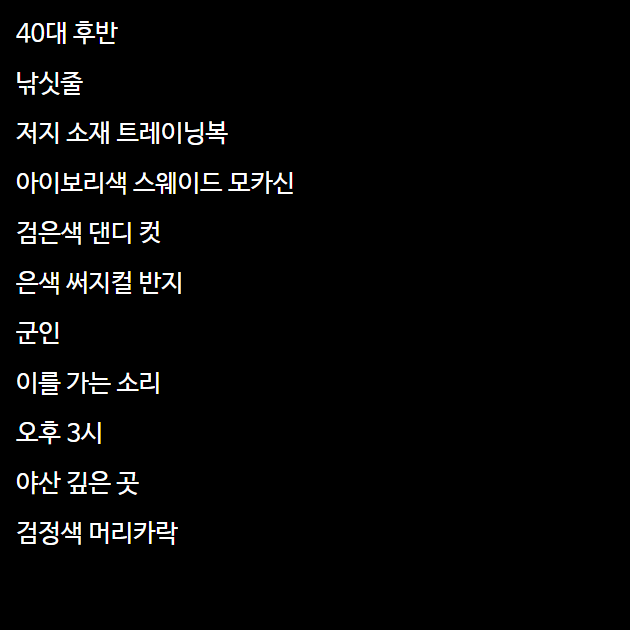 40대 후반
낚싯줄
저지 소재 트레이닝복
아이보리색 스웨이드 모카신
검은색 댄디 컷
은색 써지컬 반지
군인
이를 가는 소리
오후 3시
야산 깊은 곳
검정색 머리카락